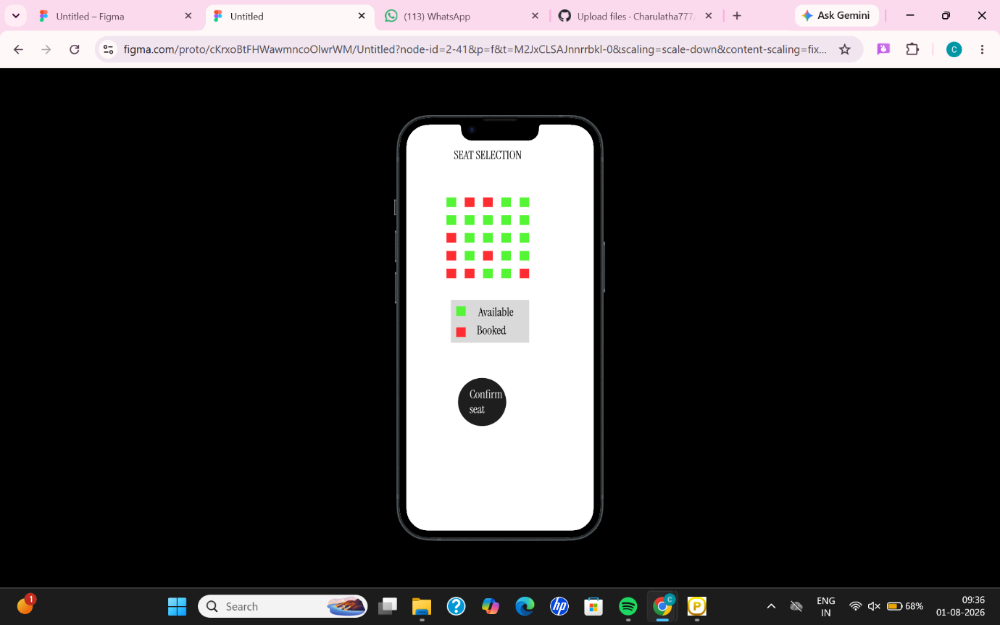 Untitled – Figma
Untitled
(113) WhatsApp
Upload files · Charulatha777/
Ask Gemini
figma.com/proto/cKrxoBtFHWawmncoOlwrWM/Untitled?node-id=2-41&p=f&t=M2JxCLSAJnnrrbkl-0&scaling=scale-down&content-scaling=fix...
C
SEAT SELECTION
Available
Booked
Confirm
seat
1
Search
hp
C
P
ENG
IN
68%
09:36
01-08-2026